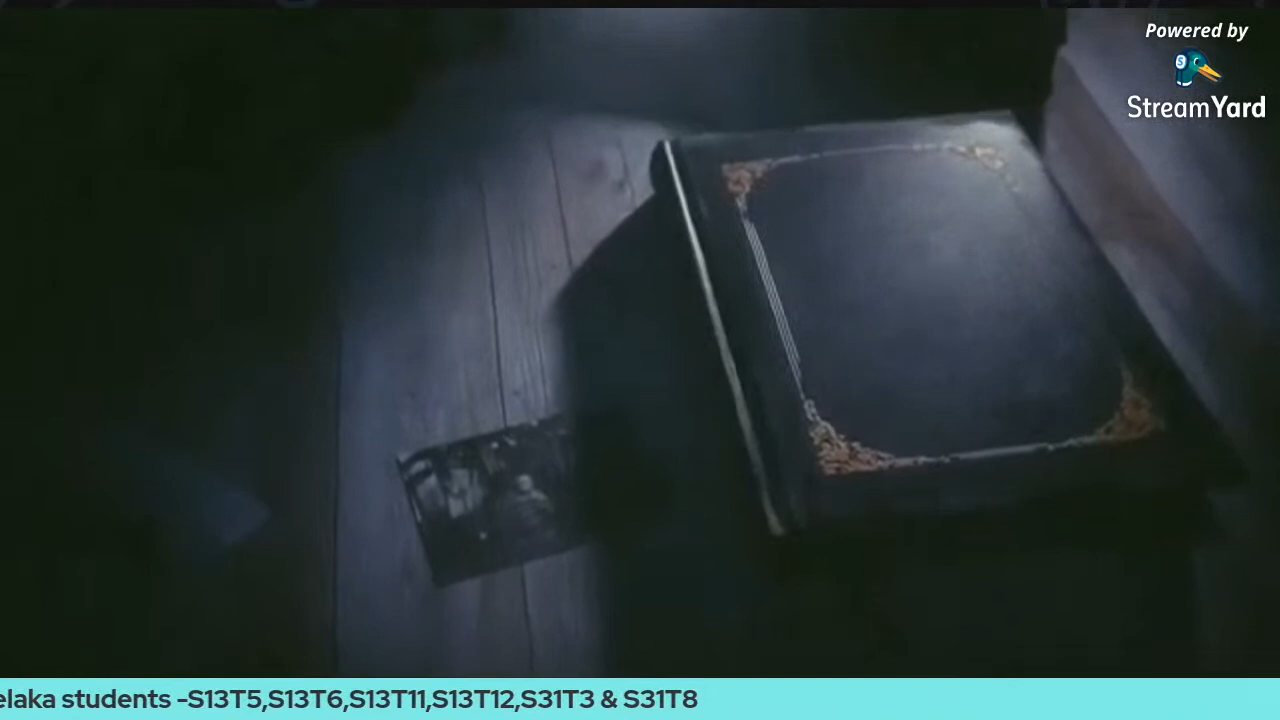 Powered by
StreamYard
elaka students -S13T5,S13T6,S13T11,S13T12,S31T3 & S31T8